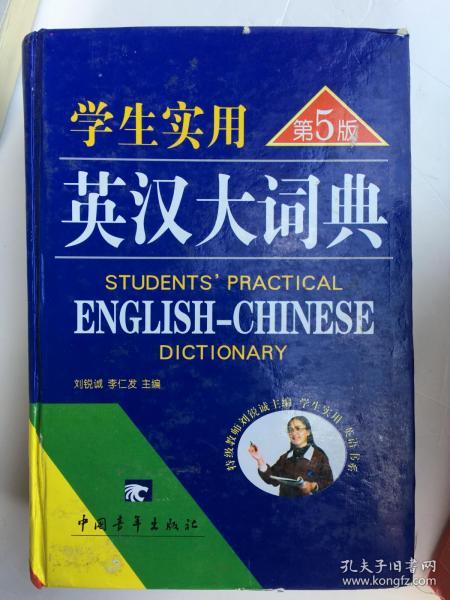 学生实用
第5版
英汉大词典
STUDENTS' PRACTICAL
ENGLISH-CHINESE
DICTIONARY
刘锐诚 李仁发 主编
特级教师刘锐诚主编 学生实用 英语书系
中国青年出版社
孔夫子旧书网
www.kongfz.com